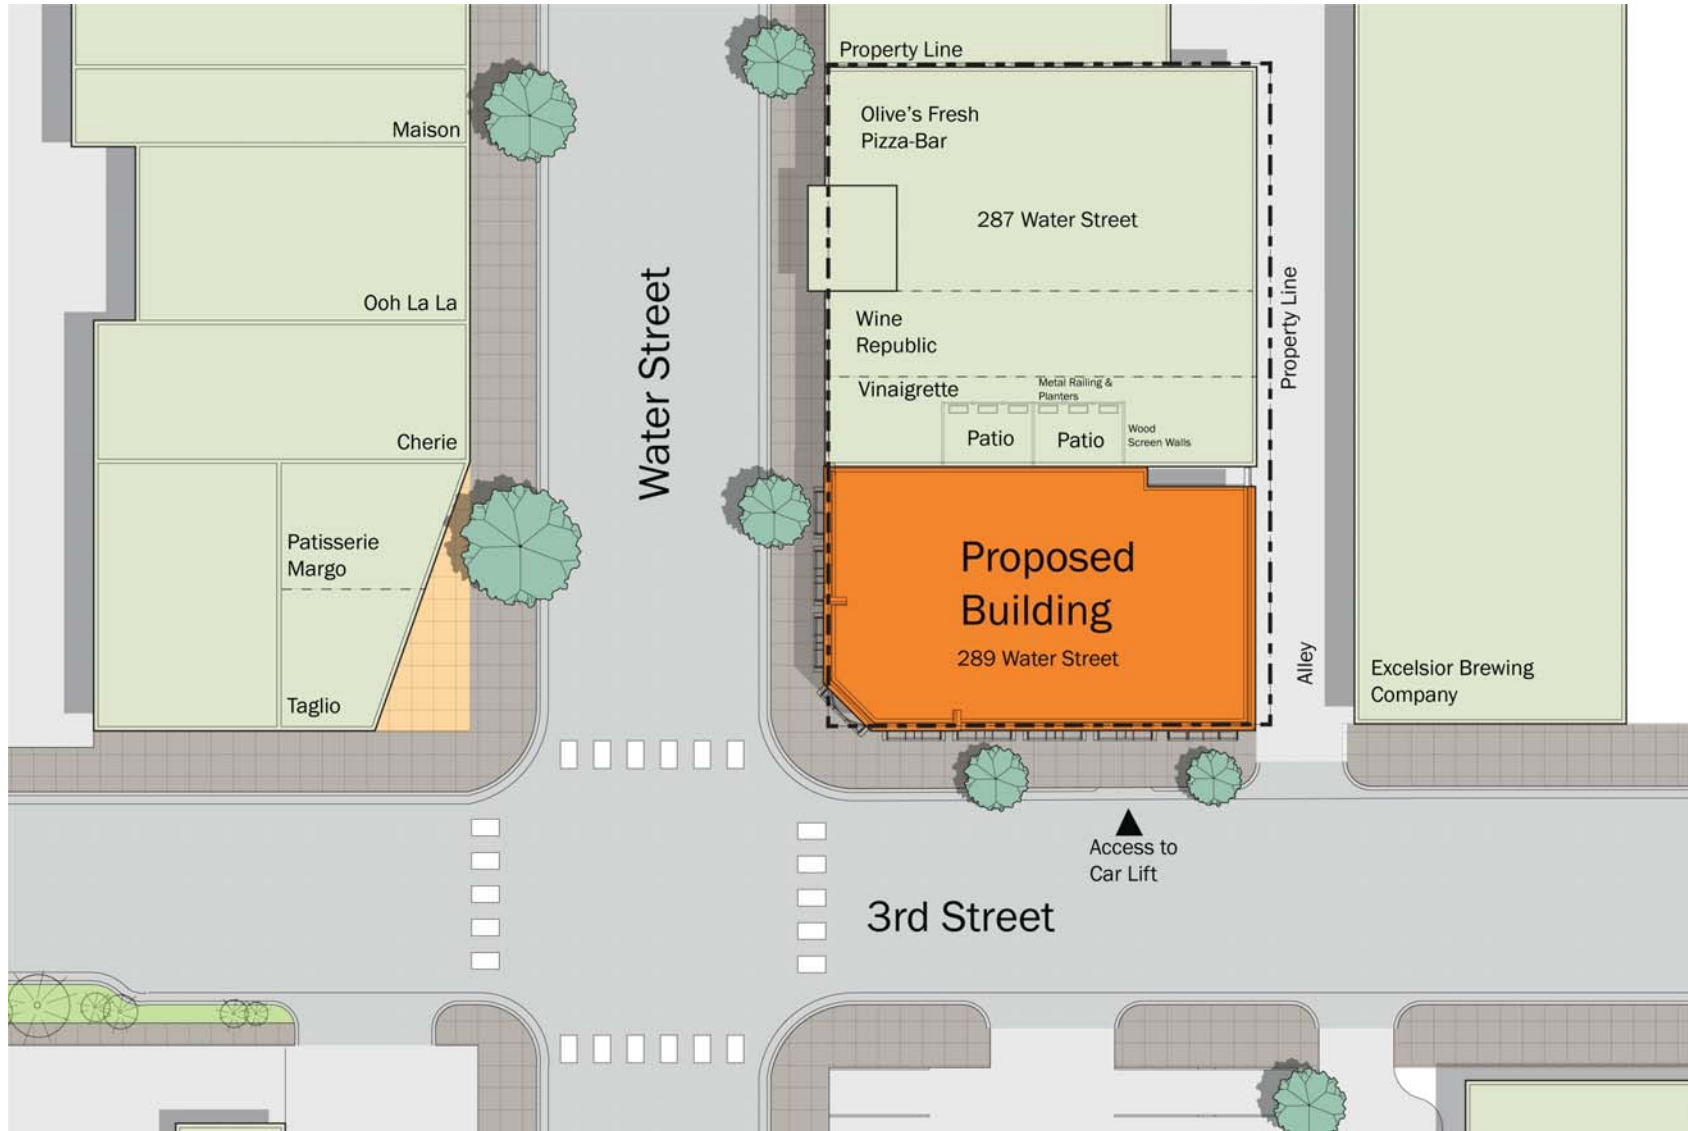 Property Line
Olive's Fresh
Pizza-Bar
Maison
287 Water Street
Ooh La La
Water Street
Wine
Republic
Property Line
Vinaigrette
Metal Railing &
Planters
Patio
Patio
Wood
Screen Walls
Cherie
Patisserie
Margo
Taglio
Proposed
Building
289 Water Street
Alley
Excelsior Brewing
Company
Access to
Car Lift
3rd Street